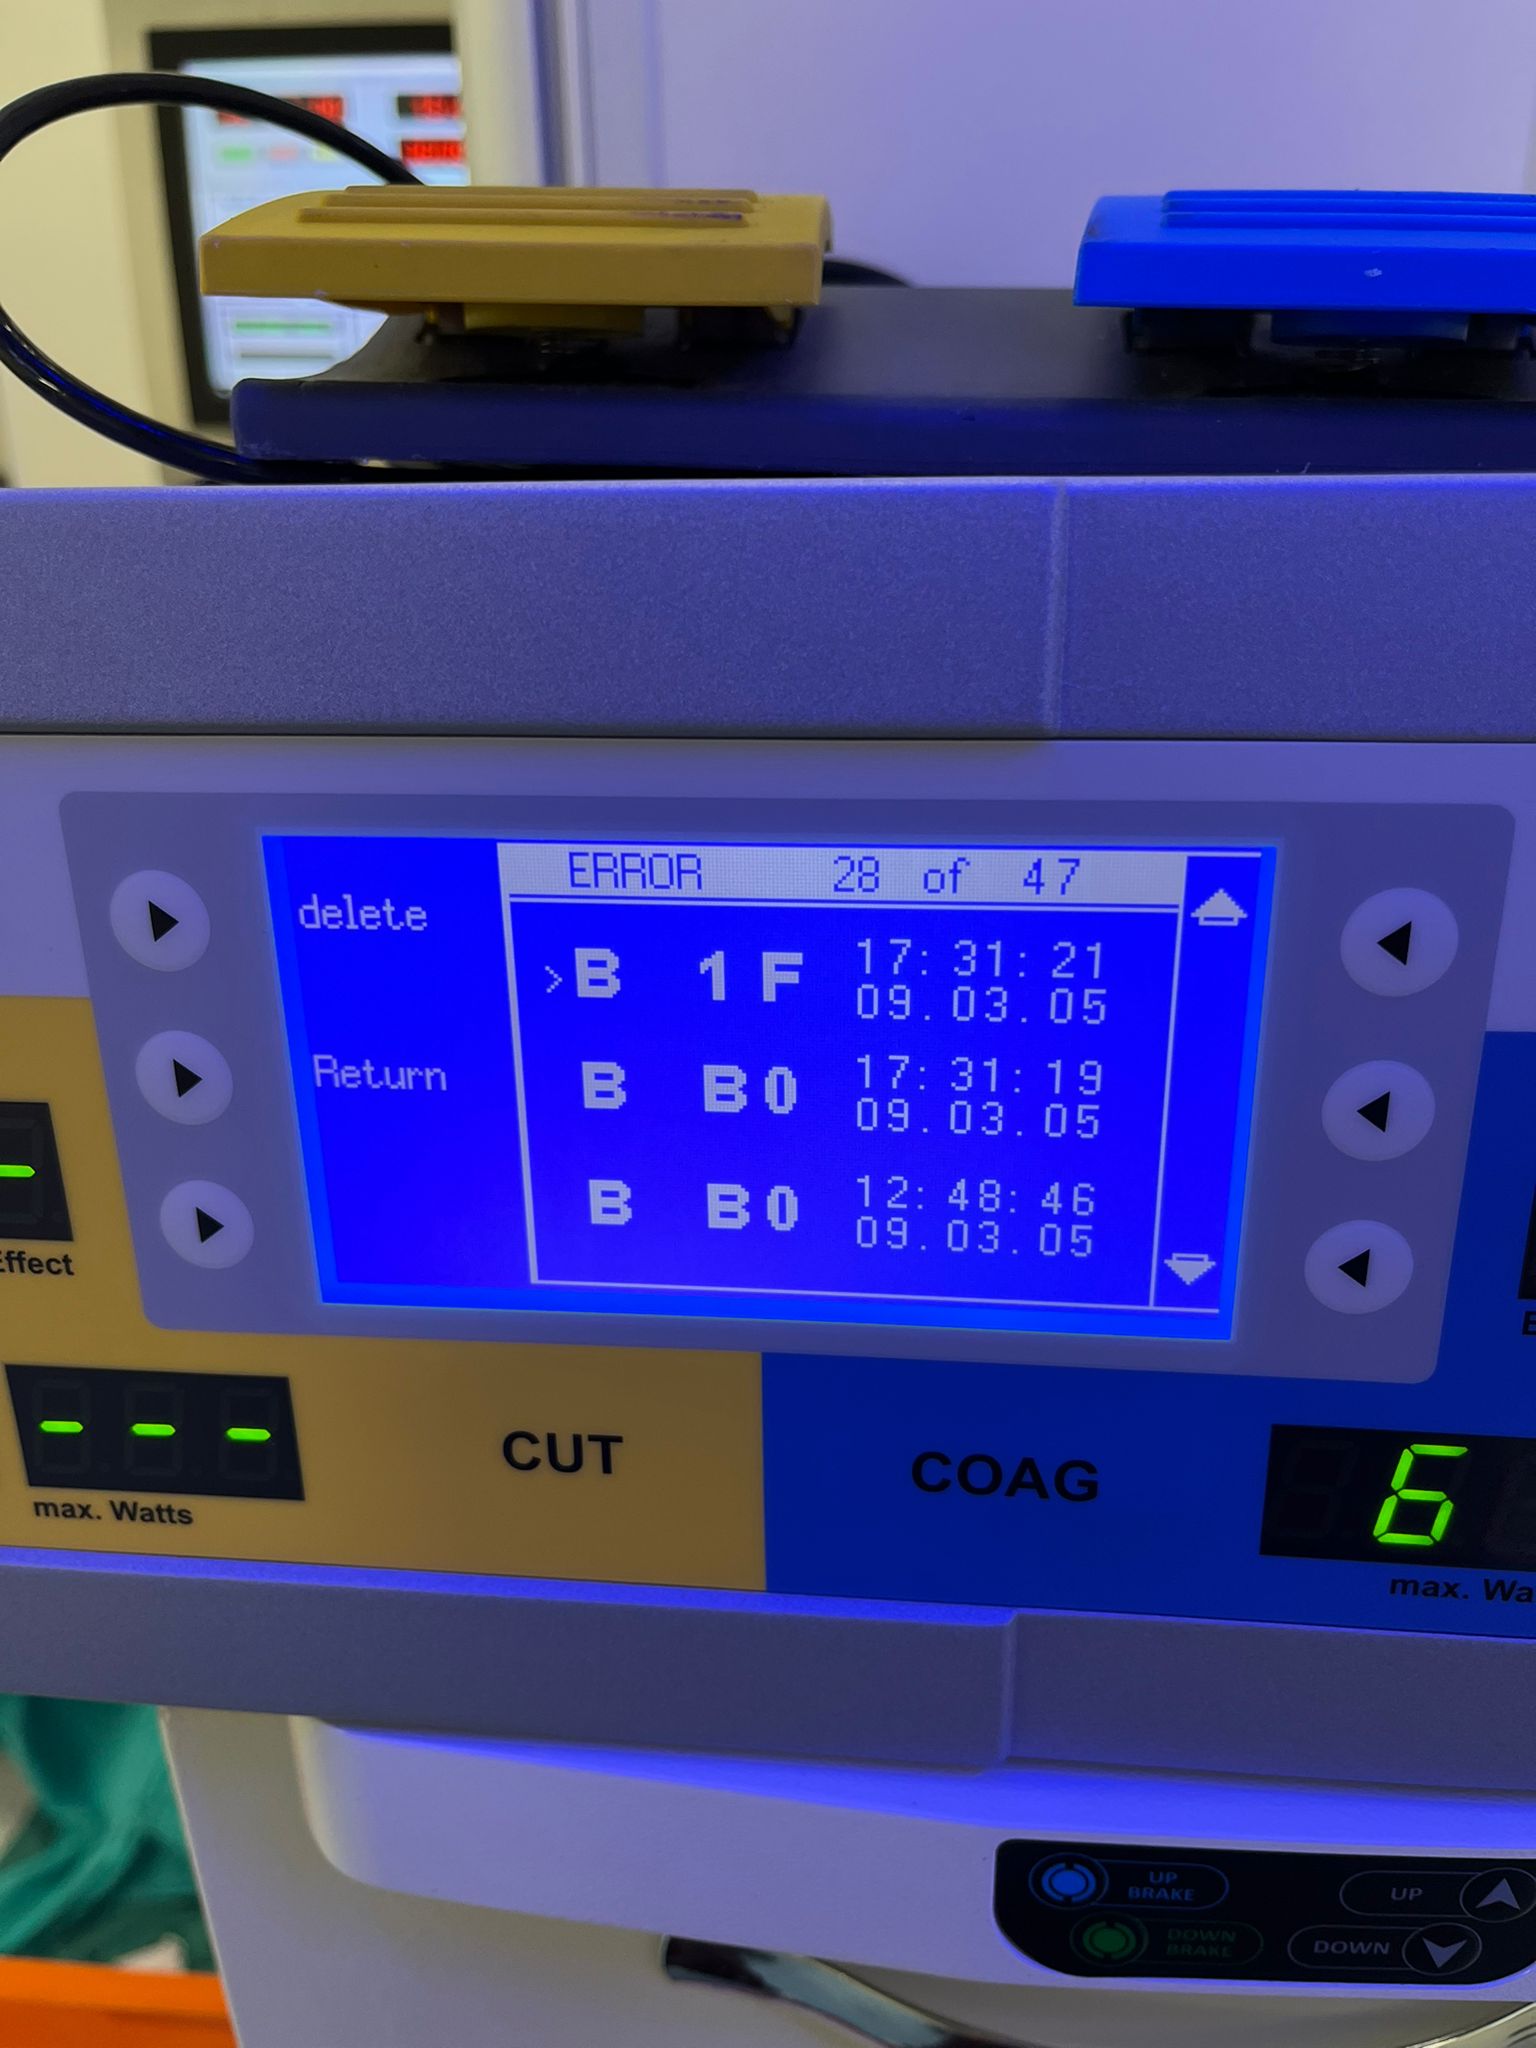 ERROR 28 of 47
delete
>B 1F 17:31:21
09.03.05
Return
B B0 17:31:19
09.03.05
B B0 12:48:46
09.03.05
Effect
max. Watts
CUT
COAG
6
max.
UP BRAKE
UP
DOWN BRAKE
DOWN